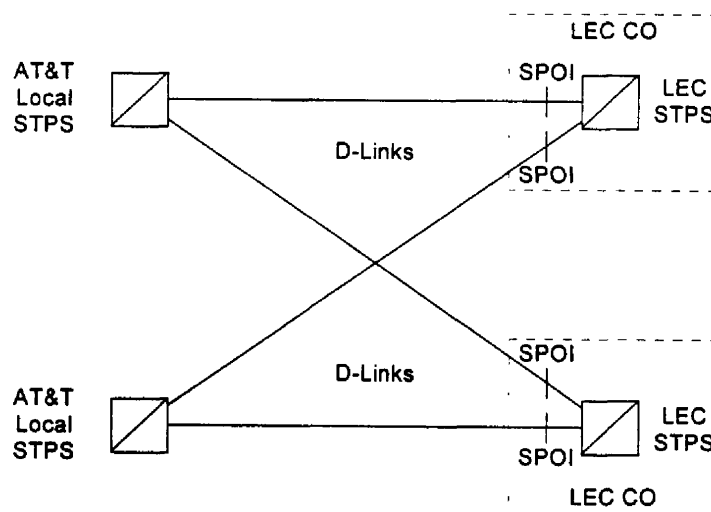 LEC CO
AT&T
Local
STPS
SPOI
LEC
STPS
D-Links
SPOI
SPOI
D-Links
AT&T
Local
STPS
LEC
STPS
SPOI
LEC CO